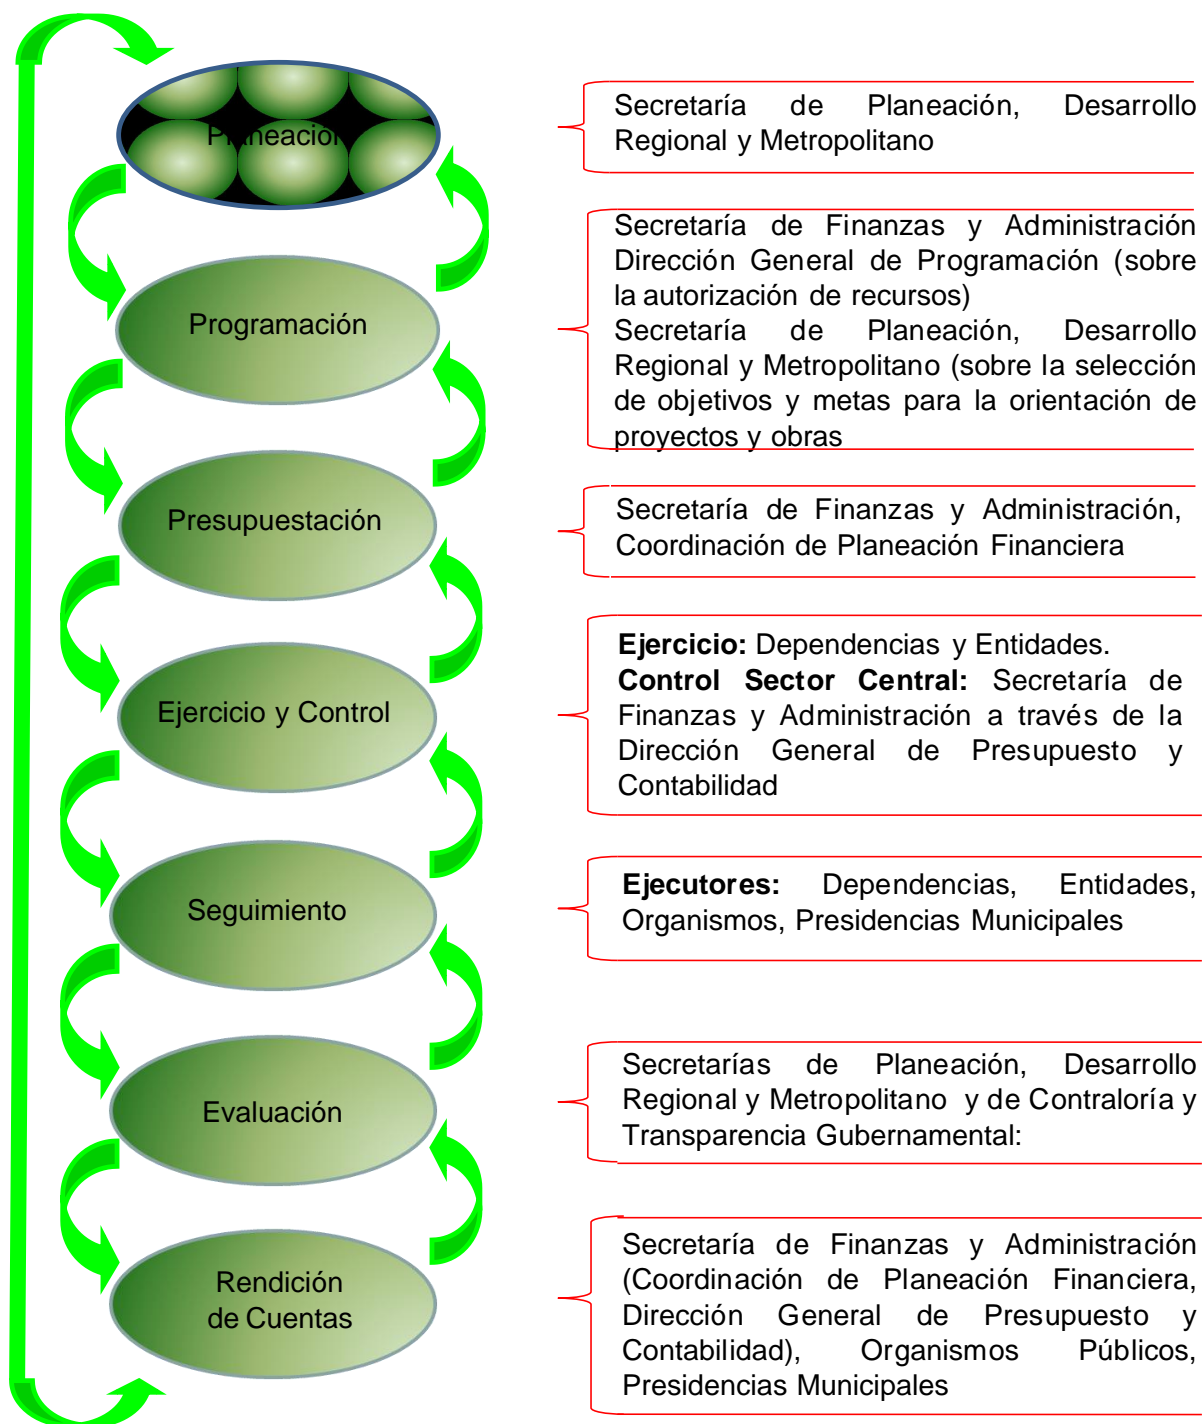 Planeación
Secretaría de Planeación, Desarrollo
Regional y Metropolitano
Programación
Secretaría de Finanzas y Administración
Dirección General de Programación (sobre
la autorización de recursos)
Secretaría de Planeación, Desarrollo
Regional y Metropolitano (sobre la selección
de objetivos y metas para la orientación de
proyectos y obras
Presupuestación
Secretaría de Finanzas y Administración,
Coordinación de Planeación Financiera
Ejercicio y Control
Ejercicio: Dependencias y Entidades.
Control Sector Central: Secretaría de
Finanzas y Administración a través de la
Dirección General de Presupuesto y
Contabilidad
Seguimiento
Ejecutores: Dependencias, Entidades,
Organismos, Presidencias Municipales
Evaluación
Secretarías de Planeación, Desarrollo
Regional y Metropolitano y de Contraloría y
Transparencia Gubernamental:
Rendición
de Cuentas
Secretaría de Finanzas y Administración
(Coordinación de Planeación Financiera,
Dirección General de Presupuesto y
Contabilidad), Organismos Públicos,
Presidencias Municipales